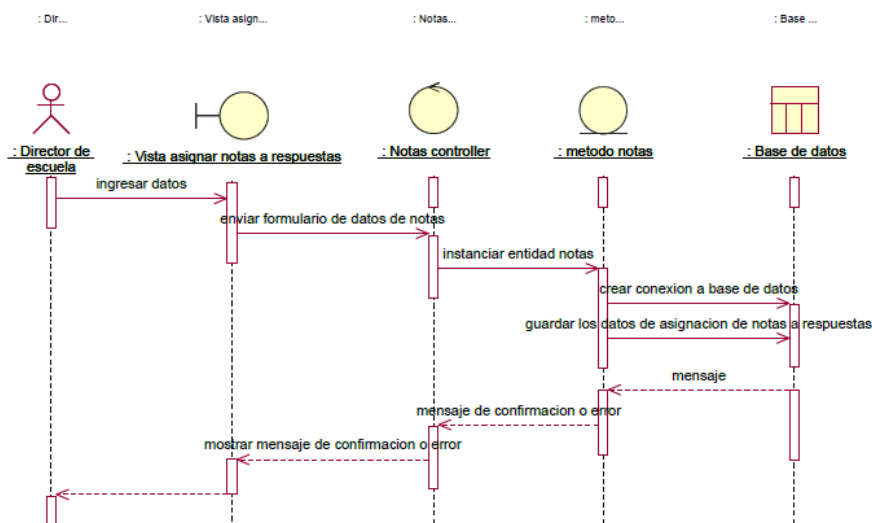 : Dir...
: Vista asign...
: Notas...
: meto...
: Base ...
: Director de
escuela
: Vista asignar notas a respuestas
: Notas controller
: metodo notas
: Base de datos
ingresar datos
enviar formulario de datos de notas
instanciar entidad notas
crear conexion a base de datos
guardar los datos de asignacion de notas a respuestas
mensaje
mensaje de confirmacion o error
mostrar mensaje de confirmacion o error